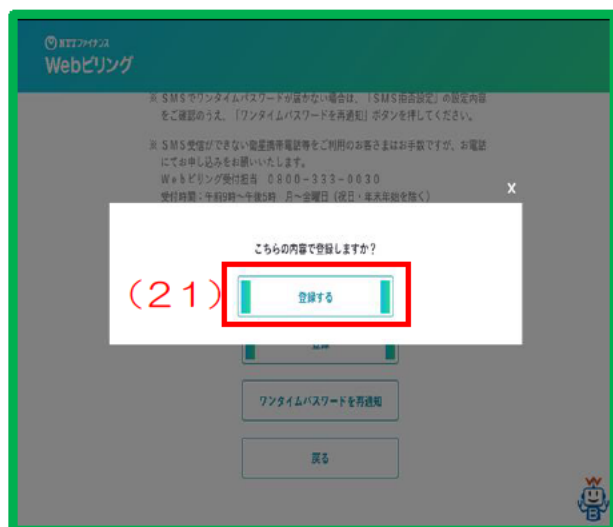 NTTファイナンス
Webビリング
※ SMSでワンタイムパスワードが届かない場合は、「SMS拒否設定」の設定内容
をご確認のうえ、「ワンタイムパスワードを再通知」ボタンを押してください。
※ SMS受信ができない衛星携帯電話等をご利用のお客さまはお手数ですが、お電話
にてお申し込みをお願いいたします。
Webビリング受付担当 0800-333-0030
受付時間：午前9時～午後5時 月～金曜日（祝日・年末年始を除く）
x
こちらの内容で登録しますか？
（21）
登録する
登録
ワンタイムパスワードを再通知
戻る